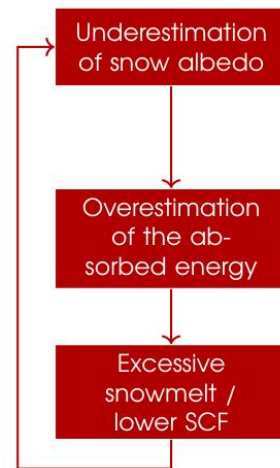 Underestimation
of snow albedo
Overestimation
of the ab-
sorbed energy
Excessive
snowmelt /
lower SCF